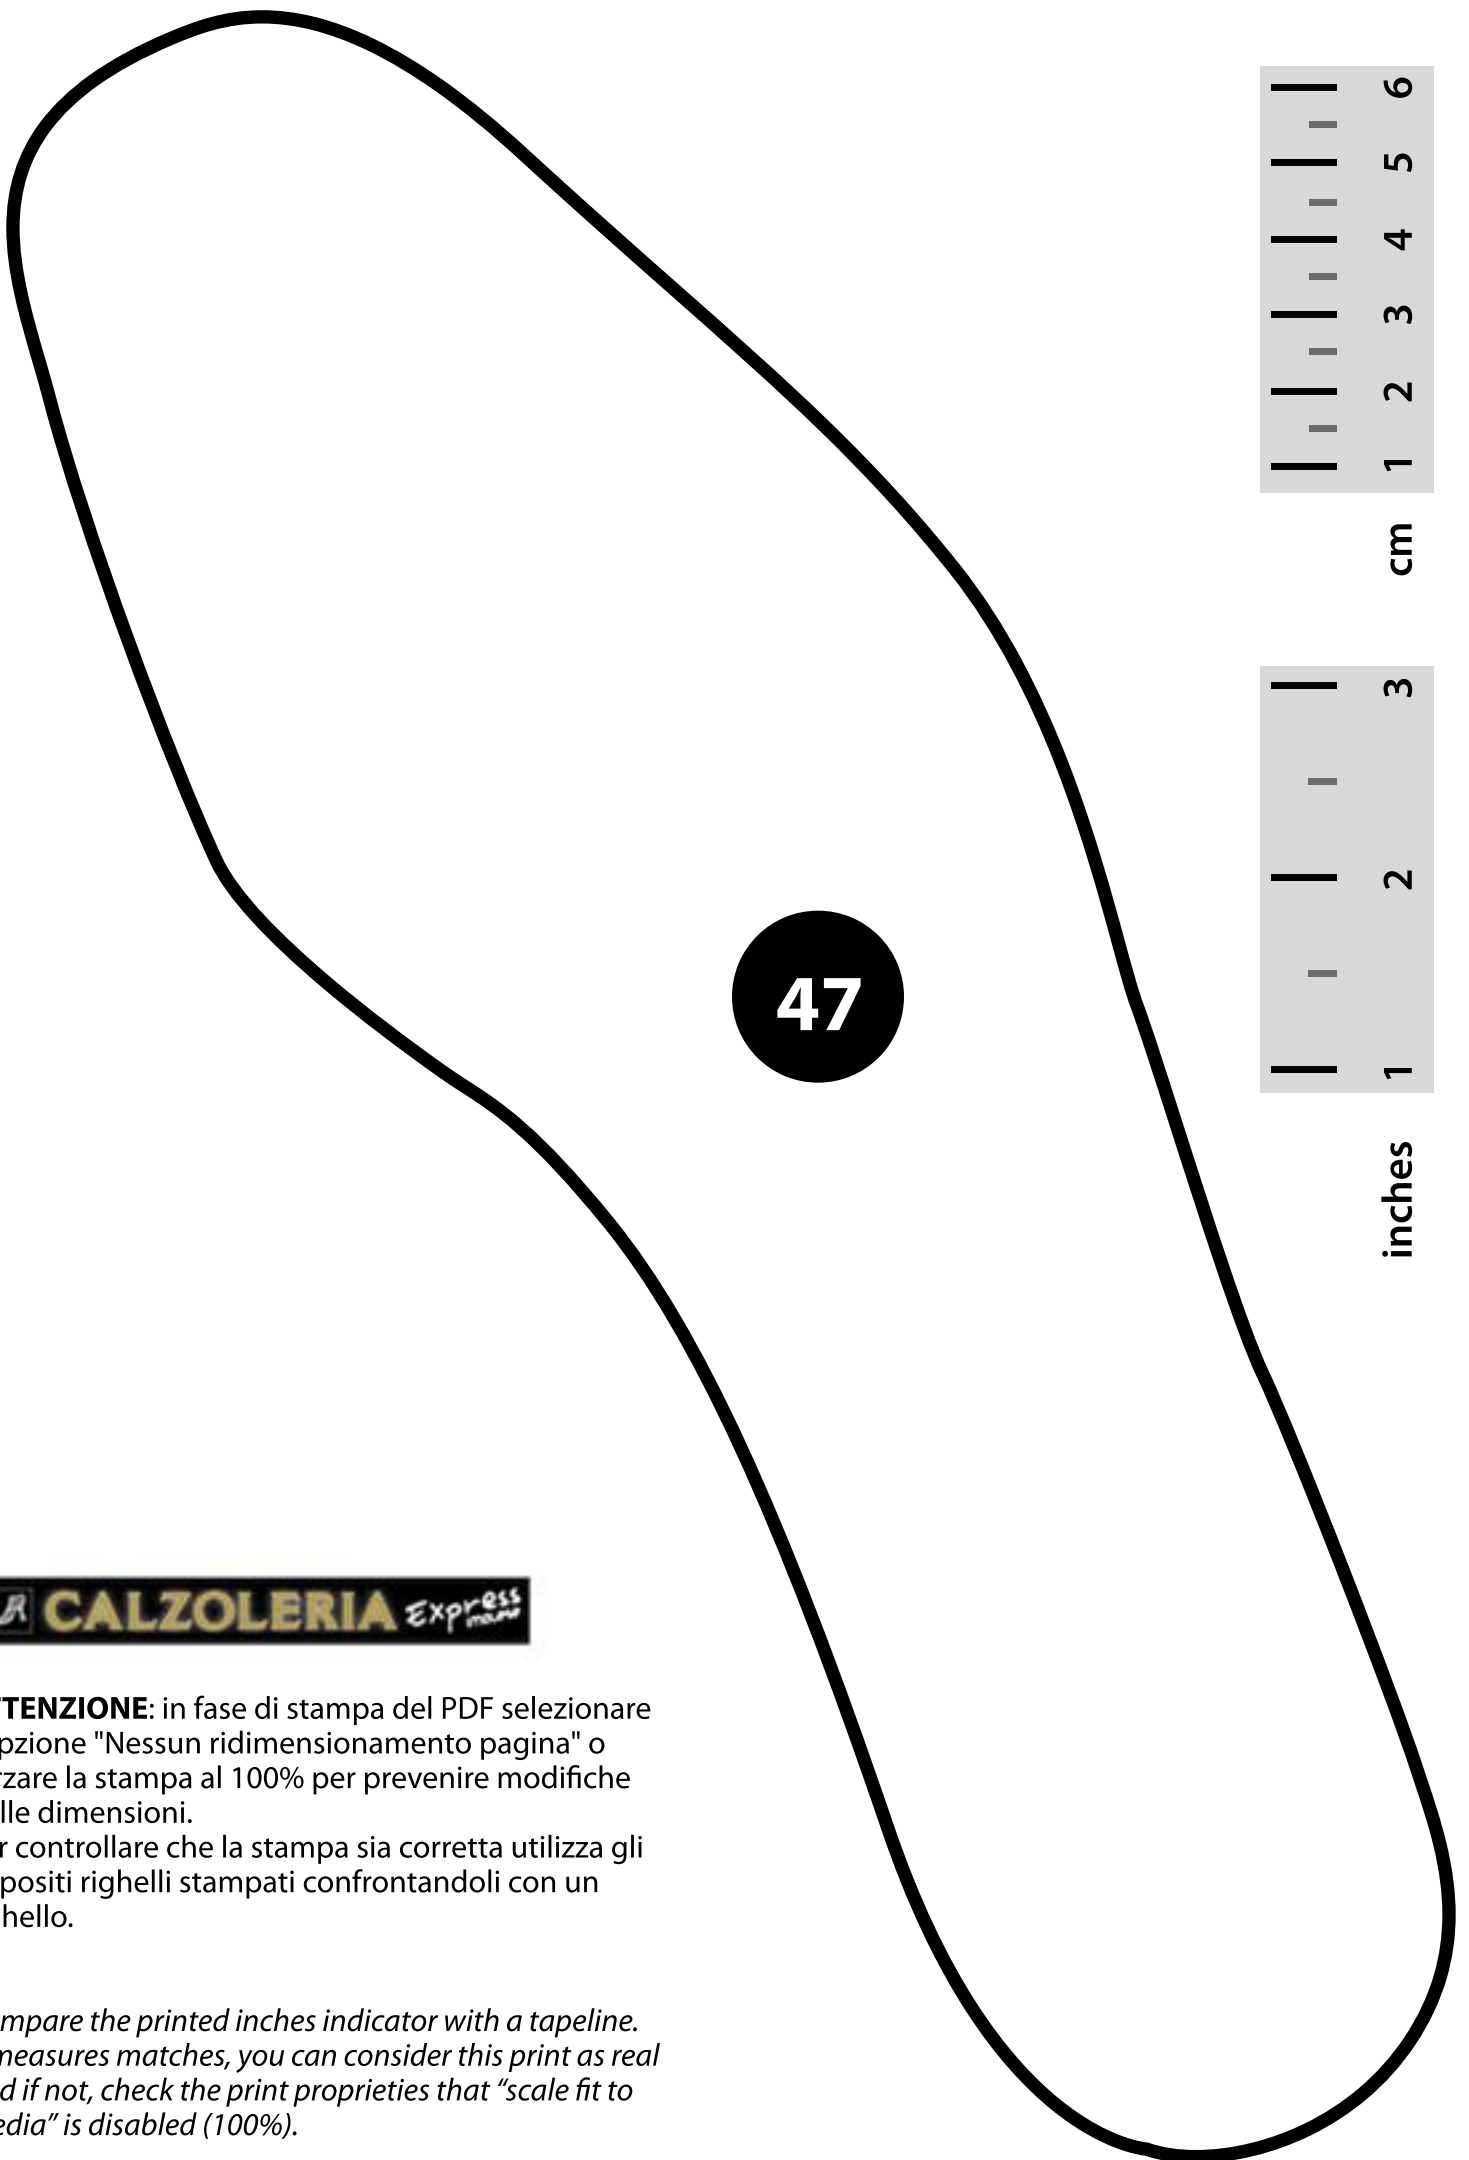 6
5
4
3
2
1
cm
3
2
1
inches
47
CALZOLERIA Express
TTENZIONE: in fase di stampa del PDF selezionare
pzione "Nessun ridimensionamento pagina" o
rzare la stampa al 100% per prevenire modifiche
lle dimensioni.
r controllare che la stampa sia corretta utilizza gli
positi righelli stampati confrontandoli con un
hello.
mpare the printed inches indicator with a tapeline.
measures matches, you can consider this print as real
d if not, check the print proprieties that “scale fit to
edia” is disabled (100%).